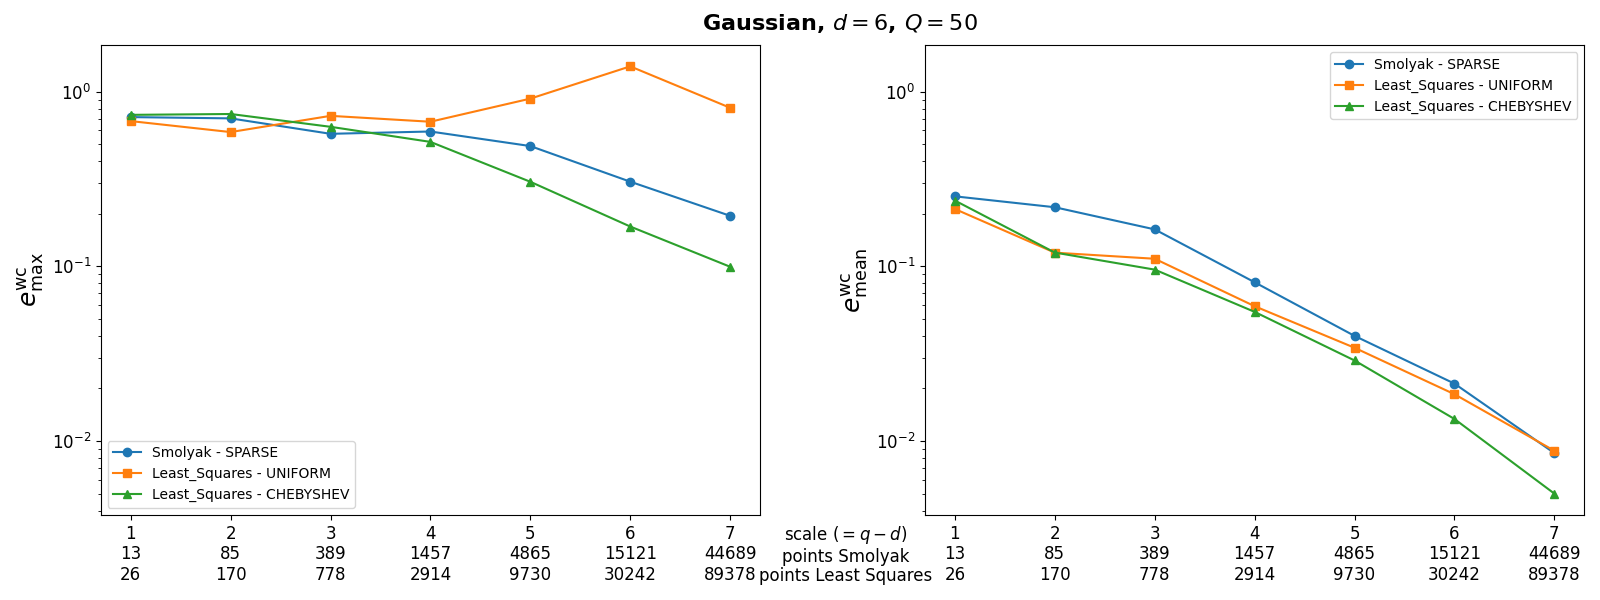 Gaussian, d = 6, Q = 50
10⁰
10⁻¹
10⁻²
e^wc_max
Smolyak - SPARSE
Least_Squares - UNIFORM
Least_Squares - CHEBYSHEV
1 2 3 4 5 6 7
13 85 389 1457 4865 15121 44689
26 170 778 2914 9730 30242 89378
scale (= q − d)
points Smolyak
points Least Squares
10⁰
10⁻¹
10⁻²
e^wc_mean
Smolyak - SPARSE
Least_Squares - UNIFORM
Least_Squares - CHEBYSHEV
1 2 3 4 5 6 7
13 85 389 1457 4865 15121 44689
26 170 778 2914 9730 30242 89378